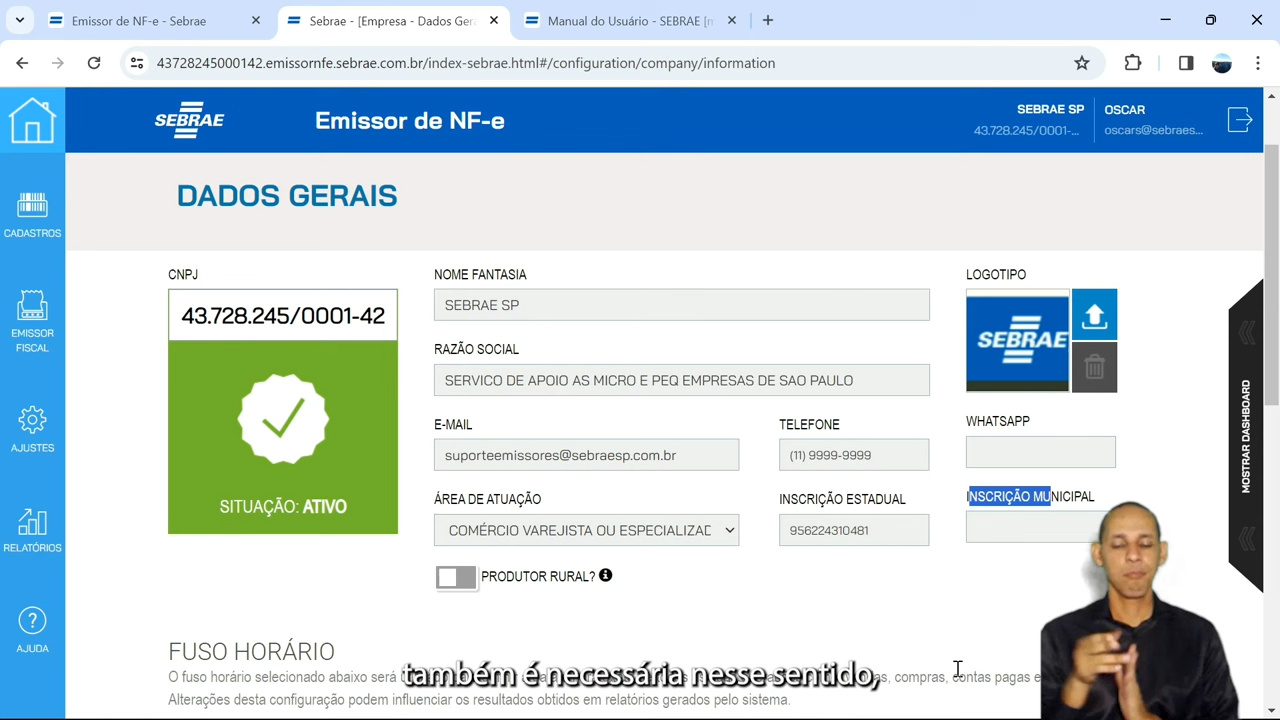 Emissor de NF-e - Sebrae
Sebrae - [Empresa - Dados Gera
Manual do Usuário - SEBRAE [n
43728245000142.emissornfe.sebrae.com.br/index-sebrae.html#/configuration/company/information
SEBRAE
Emissor de NF-e
SEBRAE SP
43.728.245/0001-...
OSCAR
oscars@sebraes...
CADASTROS
EMISSOR
FISCAL
AJUSTES
RELATÓRIOS
AJUDA
DADOS GERAIS
CNPJ
43.728.245/0001-42
SITUAÇÃO: ATIVO
NOME FANTASIA
SEBRAE SP
RAZÃO SOCIAL
SERVICO DE APOIO AS MICRO E PEQ EMPRESAS DE SAO PAULO
E-MAIL
suporteemissores@sebraesp.com.br
TELEFONE
(11) 9999-9999
ÁREA DE ATUAÇÃO
COMÉRCIO VAREJISTA OU ESPECIALIZAD
INSCRIÇÃO ESTADUAL
956224310481
PRODUTOR RURAL?
LOGOTIPO
SEBRAE
WHATSAPP
INSCRIÇÃO MUNICIPAL
MOSTRAR DASHBOARD
FUSO HORÁRIO
O fuso horário selecionado abaixo será compras, contas pagas e
Alterações desta configuração podem influenciar os resultados obtidos em relatórios gerados pelo sistema.
também é necessária nesse sentido,